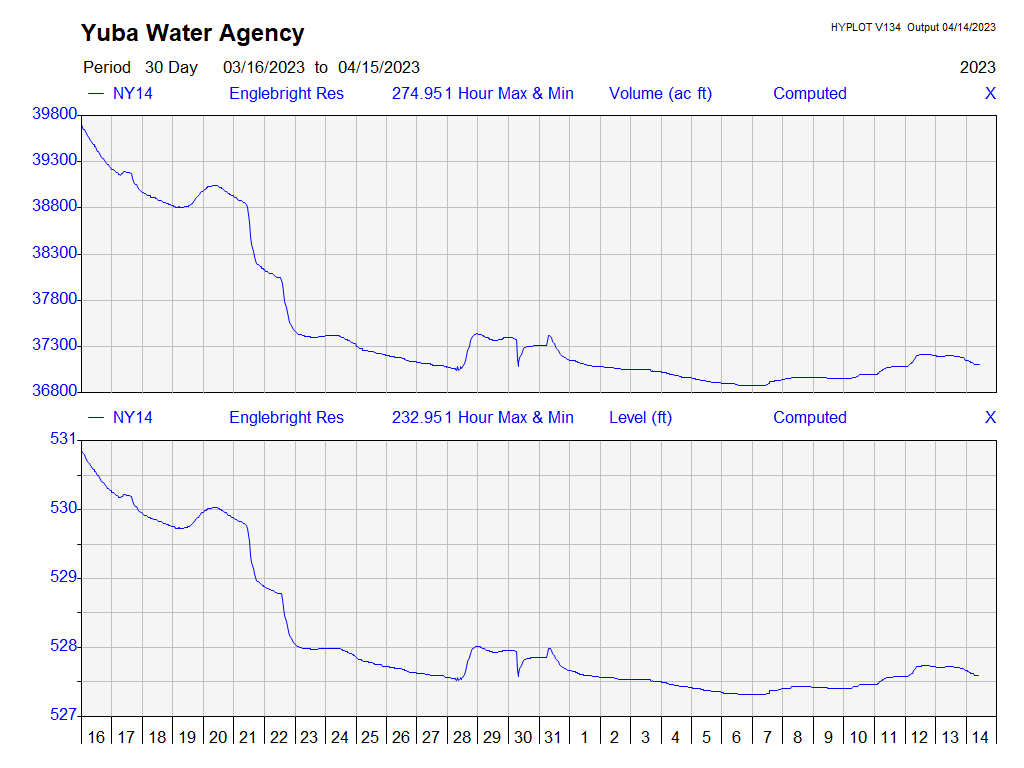 Yuba Water Agency
HYPLOT V134 Output 04/14/2023
Period 30 Day 03/16/2023 to 04/15/2023
2023
NY14 Englebright Res 274.951 Hour Max & Min Volume (ac ft) Computed X
39800
39300
38800
38300
37800
37300
36800
NY14 Englebright Res 232.951 Hour Max & Min Level (ft) Computed X
531
530
529
528
527
16 17 18 19 20 21 22 23 24 25 26 27 28 29 30 31 1 2 3 4 5 6 7 8 9 10 11 12 13 14